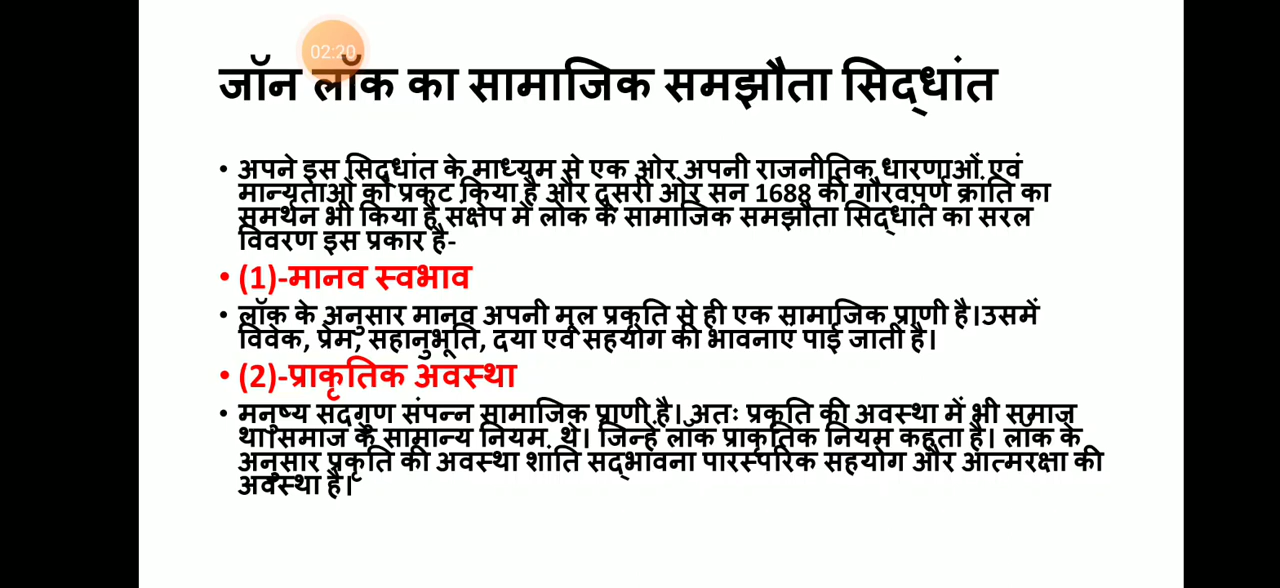 02:20
जॉन लॉक का सामाजिक समझौता सिद्धांत
• अपने इस सिद्धांत के माध्यम से एक ओर अपनी राजनीतिक धारणाओं एवं
मान्यताओं को प्रकट किया है और दूसरी ओर सन 1688 की गौरवपूर्ण क्रांति का
समर्थन भी किया है संक्षेप में लोक के सामाजिक समझौता सिद्धांत का सरल
विवरण इस प्रकार है-
• (1)-मानव स्वभाव
• लॉक के अनुसार मानव अपनी मूल प्रकृति से ही एक सामाजिक प्राणी है।उसमें
विवेक, प्रेम, सहानुभूति, दया एवं सहयोग की भावनाएं पाई जाती है।
• (2)-प्राकृतिक अवस्था
• मनुष्य सदगुण संपन्न सामाजिक प्राणी है। अतः प्रकृति की अवस्था में भी समाज
था।समाज के सामान्य नियम थे। जिन्हें लॉक प्राकृतिक नियम कहता है। लॉक के
अनुसार प्रकृति की अवस्था शांति सद्भावना पारस्परिक सहयोग और आत्मरक्षा की
अवस्था है।